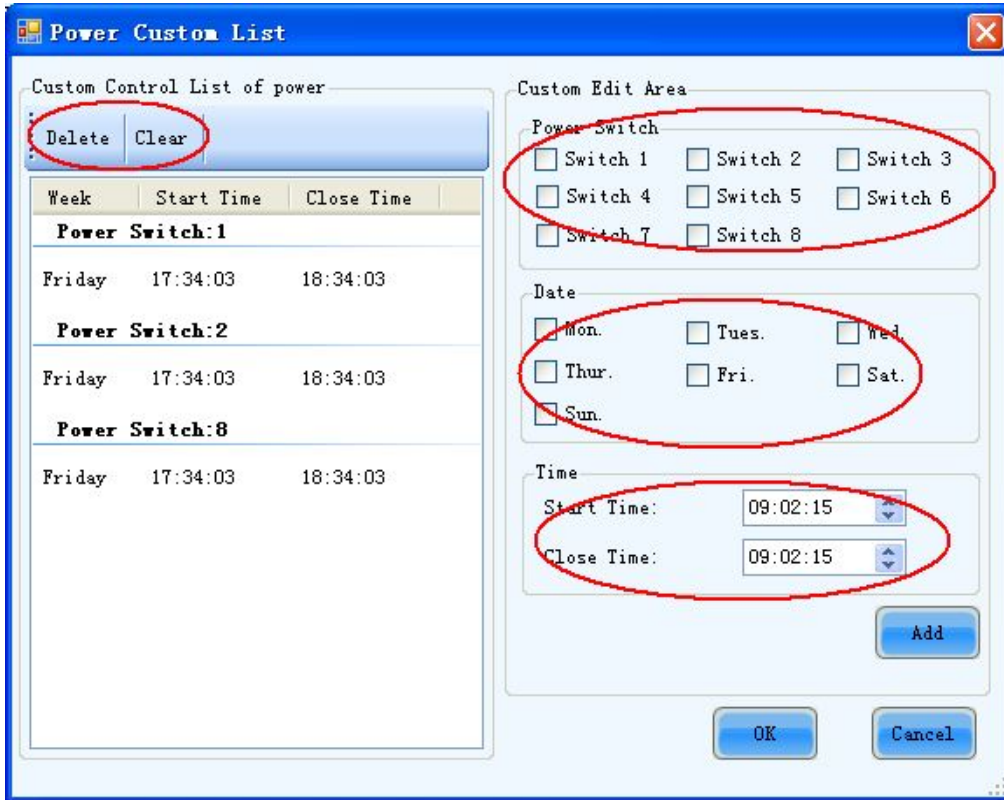 Power Custom List
Custom Control List of power
Delete Clear
Week Start Time Close Time
Power Switch:1
Friday 17:34:03 18:34:03
Power Switch:2
Friday 17:34:03 18:34:03
Power Switch:8
Friday 17:34:03 18:34:03
Custom Edit Area
Power Switch
Switch 1 Switch 2 Switch 3
Switch 4 Switch 5 Switch 6
Switch 7 Switch 8
Date
Mon. Tues. Wed.
Thur. Fri. Sat.
Sun.
Time
Start Time: 09:02:15
Close Time: 09:02:15
Add
OK Cancel